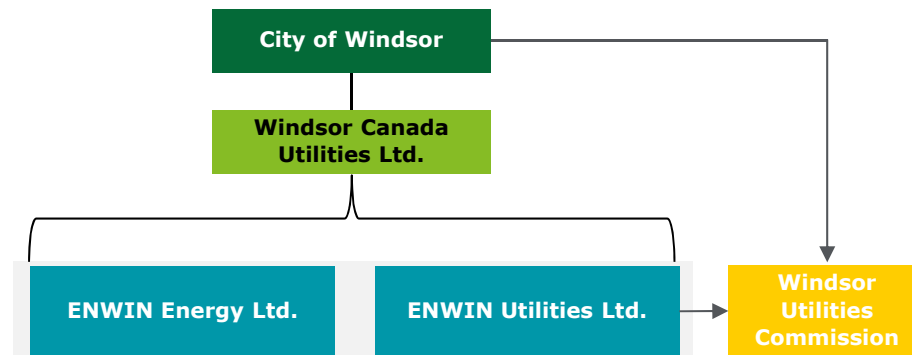 City of Windsor
Windsor Canada
Utilities Ltd.
ENWIN Energy Ltd.
ENWIN Utilities Ltd.
Windsor
Utilities
Commission